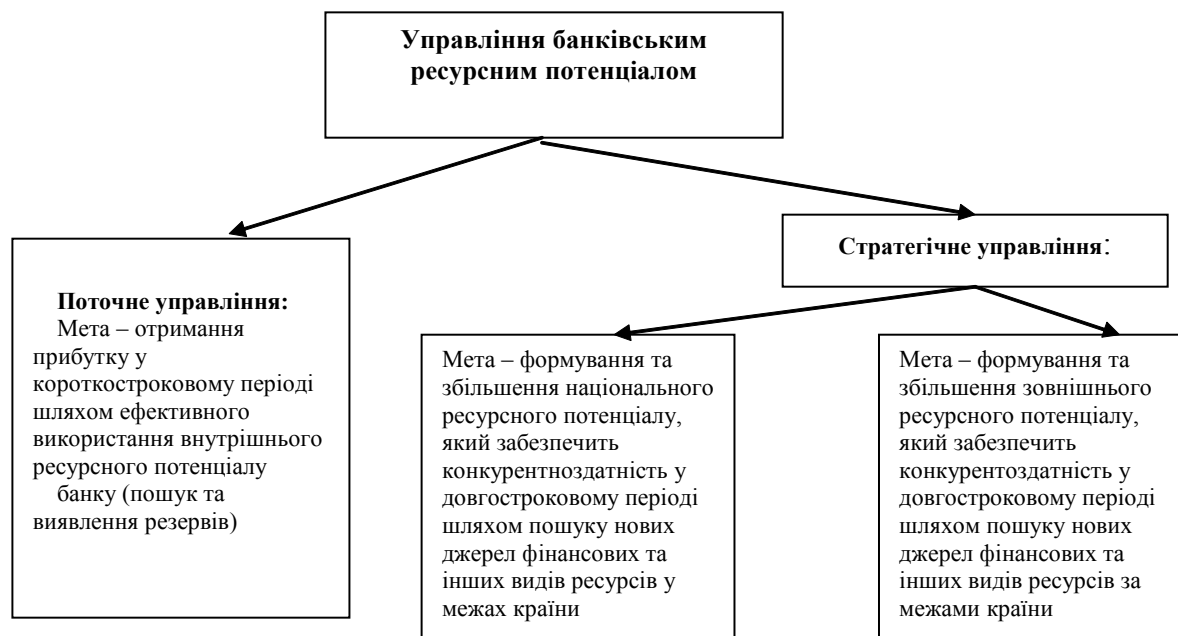 Управління банківським
ресурсним потенціалом
Стратегічне управління:
Поточне управління:
Мета – отримання
прибутку у
короткостроковому періоді
шляхом ефективного
використання внутрішнього
ресурсного потенціалу
банку (пошук та
виявлення резервів)
Мета – формування та
збільшення національного
ресурсного потенціалу,
який забезпечить
конкурентноздатність у
довгостроковому періоді
шляхом пошуку нових
джерел фінансових та
інших видів ресурсів у
межах країни
Мета – формування та
збільшення зовнішнього
ресурсного потенціалу,
який забезпечить
конкурентоздатність у
довгостроковому періоді
шляхом пошуку нових
джерел фінансових та
інших видів ресурсів за
межами країни